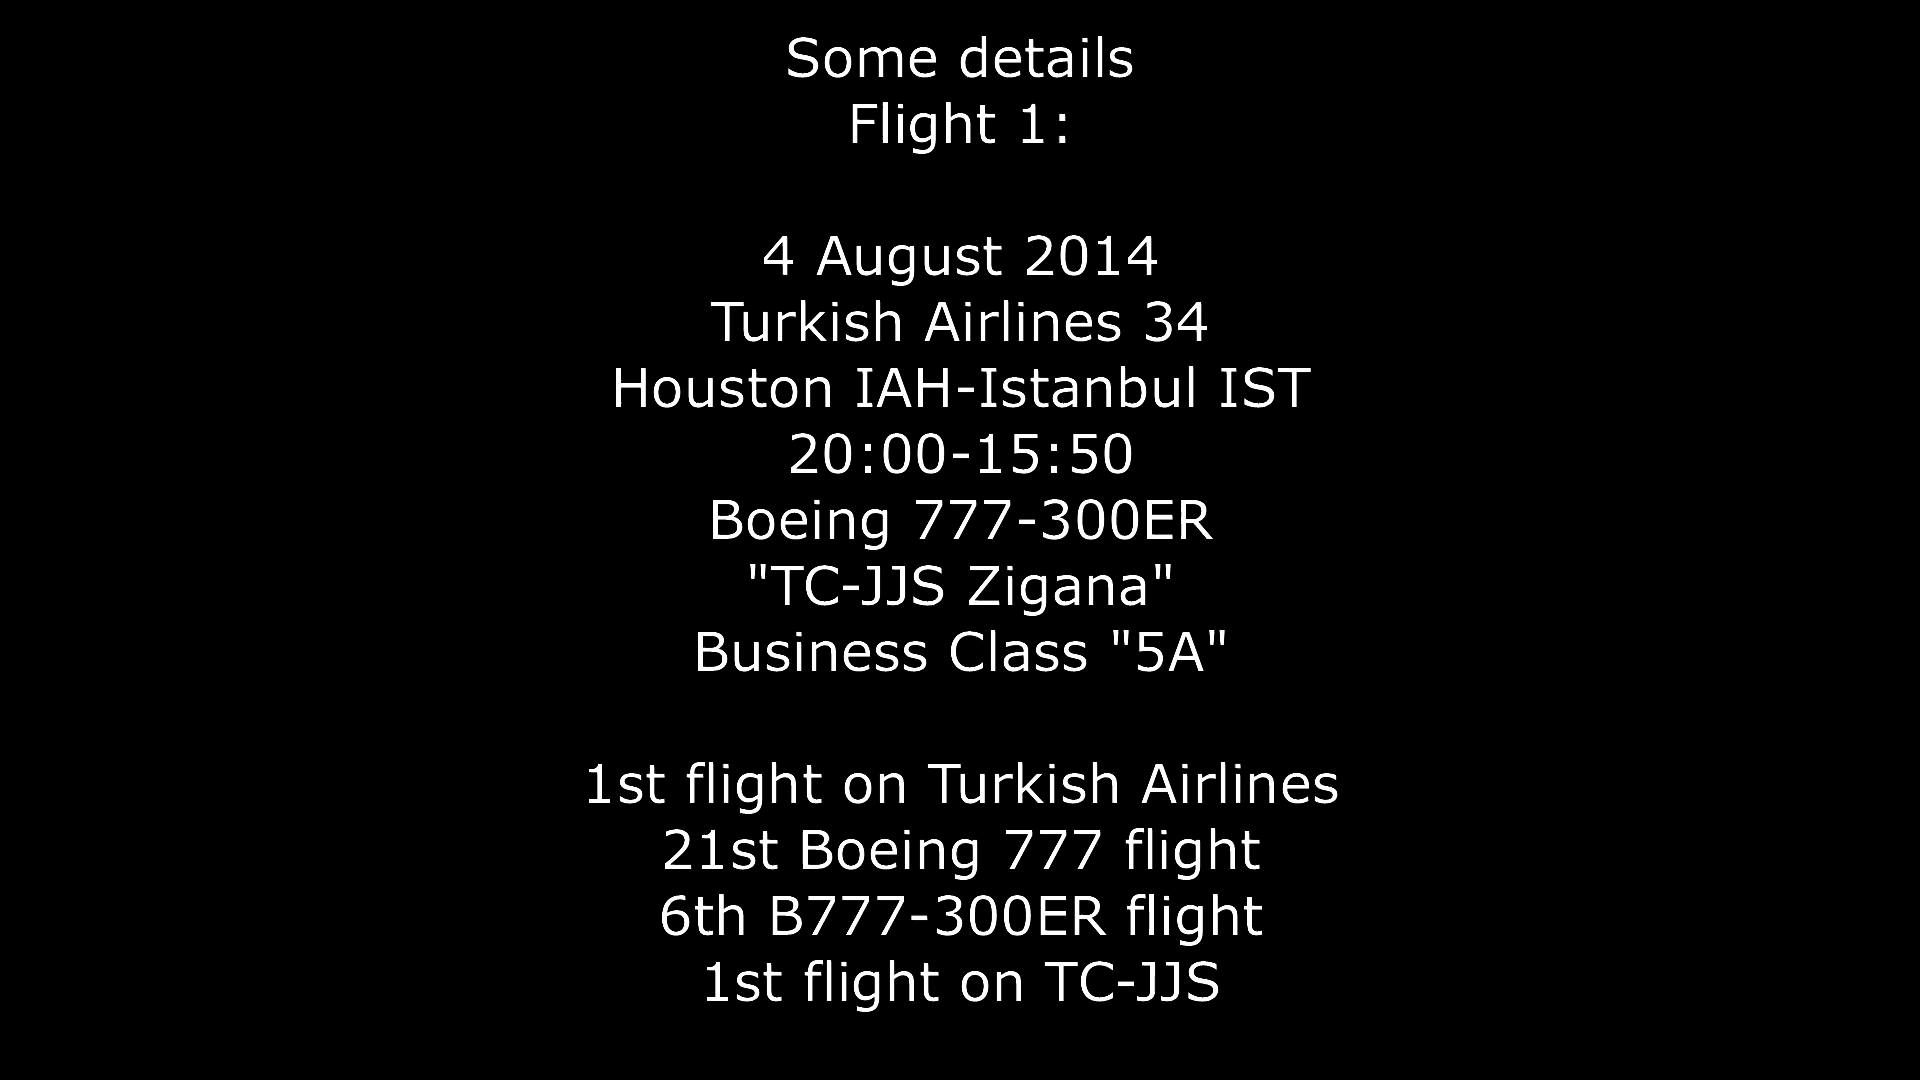 Some details
Flight 1:
4 August 2014
Turkish Airlines 34
Houston IAH-Istanbul IST
20:00-15:50
Boeing 777-300ER
"TC-JJS Zigana"
Business Class "5A"
1st flight on Turkish Airlines
21st Boeing 777 flight
6th B777-300ER flight
1st flight on TC-JJS